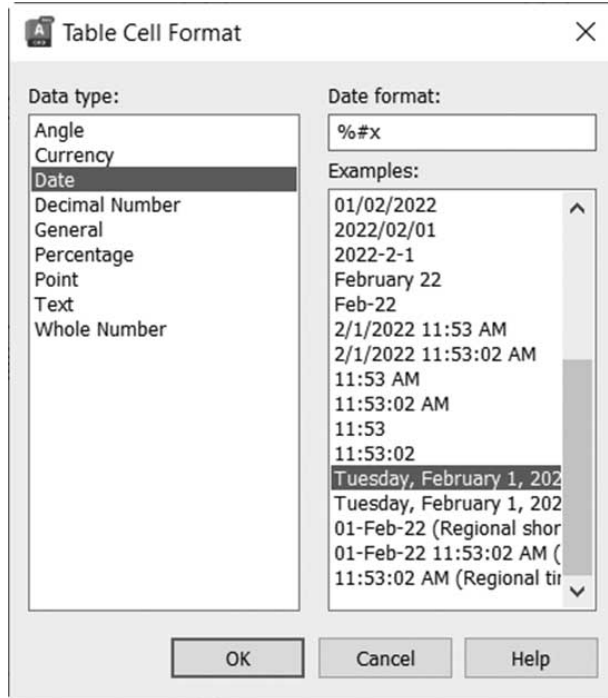 Table Cell Format
Data type:
Angle
Currency
Date
Decimal Number
General
Percentage
Point
Text
Whole Number
Date format:
%#x
Examples:
01/02/2022
2022/02/01
2022-2-1
February 22
Feb-22
2/1/2022 11:53 AM
2/1/2022 11:53:02 AM
11:53 AM
11:53:02 AM
11:53
11:53:02
Tuesday, February 1, 202
Tuesday, February 1, 202
01-Feb-22 (Regional shor
01-Feb-22 11:53:02 AM (
11:53:02 AM (Regional tir
OK
Cancel
Help